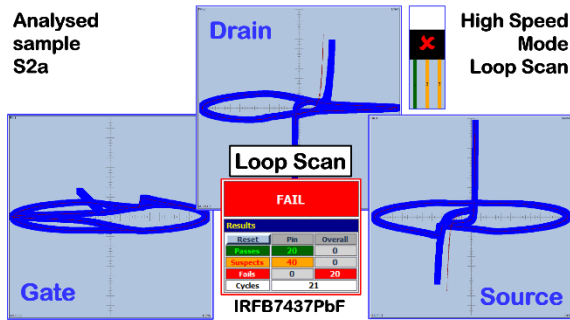 Analysed
sample
S2a
Drain
High Speed
Mode
Loop Scan
Loop Scan
FAIL
Results
Reset Pin Overall
Passes 20 0
Suspects 40 0
Fails 0 20
Cycles 21
IRFB7437PbF
Gate
Source